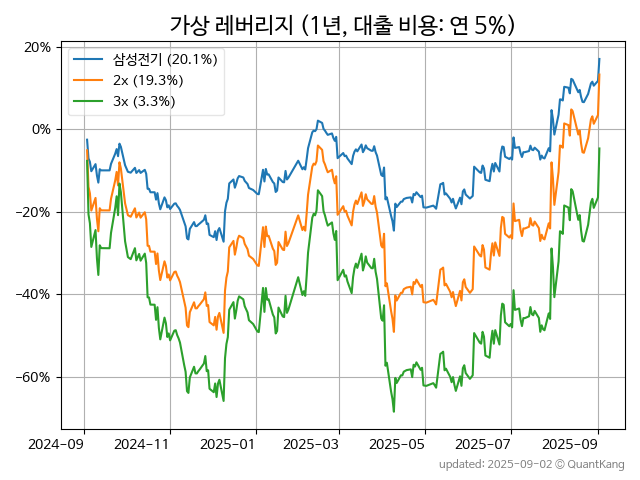 가상 레버리지 (1년, 대출 비용: 연 5%)
삼성전기 (20.1%)
2x (19.3%)
3x (3.3%)
20%
0%
−20%
−40%
−60%
2024-09 2024-11 2025-01 2025-03 2025-05 2025-07 2025-09
updated: 2025-09-02 © QuantKang